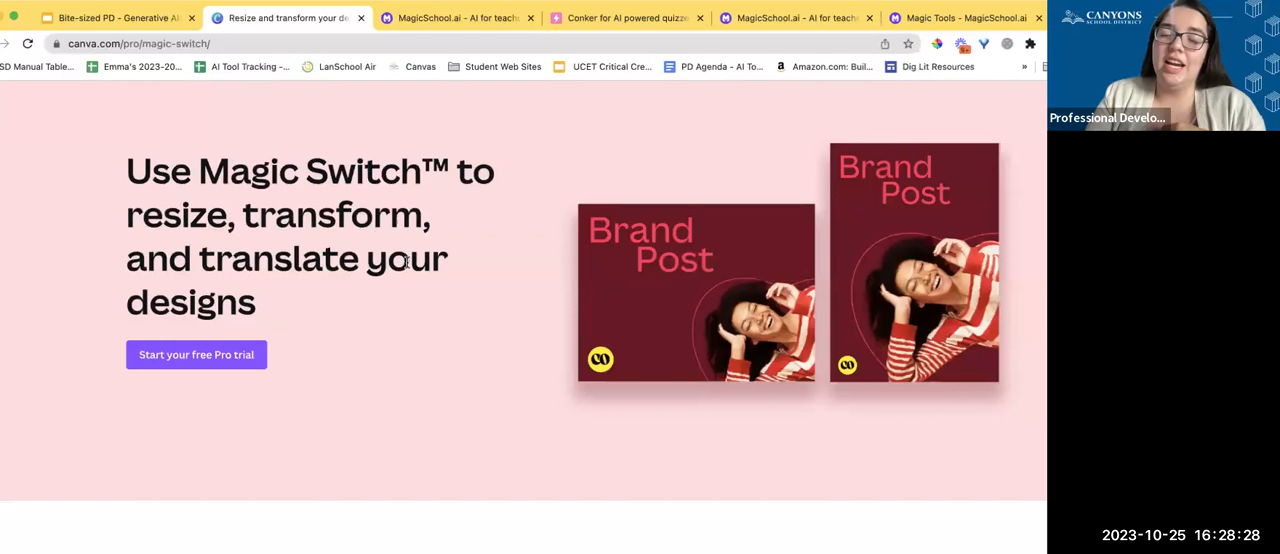 Bite-sized PD - Generative A
Resize and transform your de
MagicSchool.ai - AI for teach
Conker for AI powered quizze
MagicSchool.ai - AI for teach
Magic Tools - MagicSchool.ai
canva.com/pro/magic-switch/
SD Manual Table...
Emma's 2023-20...
AI Tool Tracking -...
LanSchool Air
Canvas
Student Web Sites
UCET Critical Cre...
PD Agenda - AI To...
Amazon.com: Buil...
Dig Lit Resources
»
Use Magic Switch™ to
resize, transform,
and translate your
designs
Start your free Pro trial
Brand
Post
CO
Brand
Post
CO
CANYONS
SCHOOL DISTRICT
Professional Develo...
2023-10-25 16:28:28